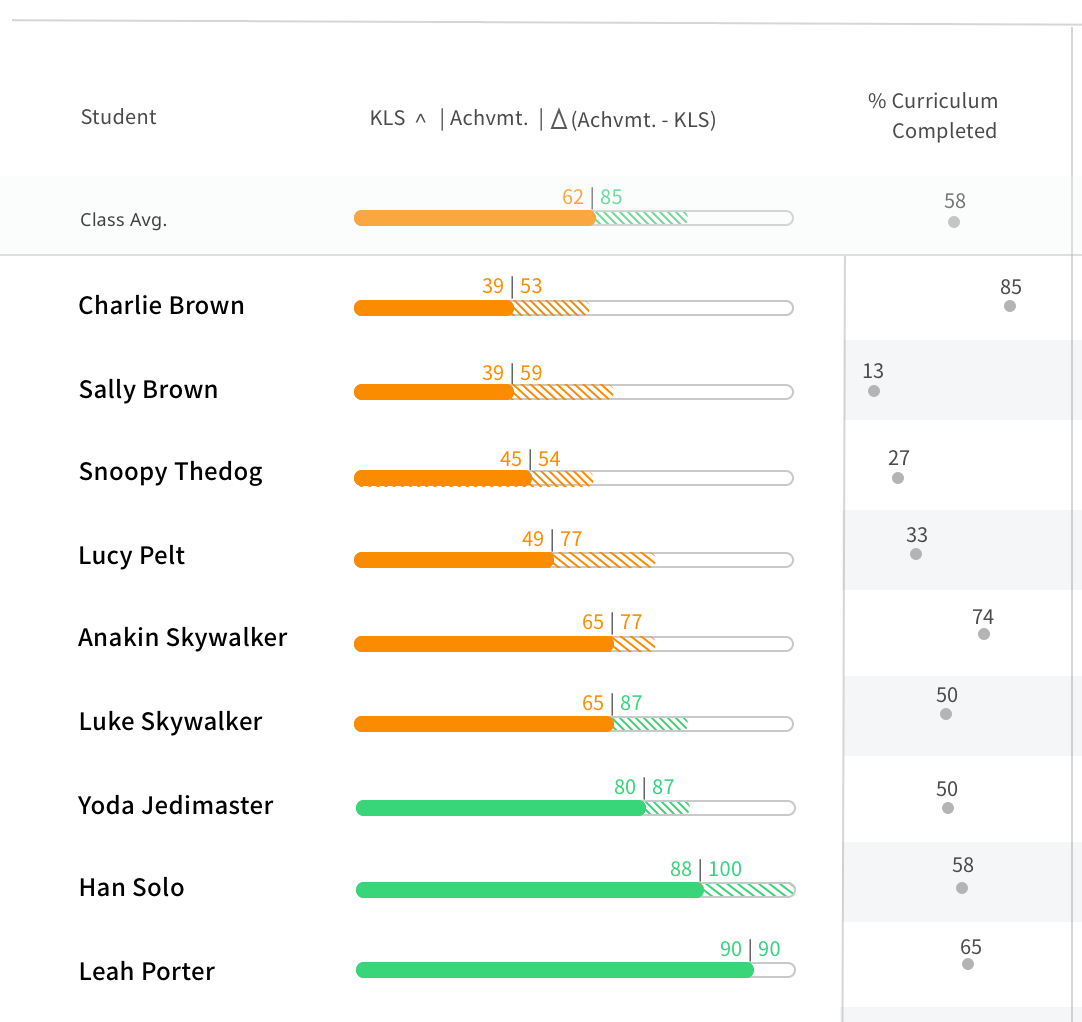 Student KLS ^ | Achvmt. | Δ (Achvmt. - KLS) % Curriculum
Completed
Class Avg. 62 | 85 58
Charlie Brown 39 | 53 85
Sally Brown 39 | 59 13
Snoopy Thedog 45 | 54 27
Lucy Pelt 49 | 77 33
Anakin Skywalker 65 | 77 74
Luke Skywalker 65 | 87 50
Yoda Jedimaster 80 | 87 50
Han Solo 88 | 100 58
Leah Porter 90 | 90 65